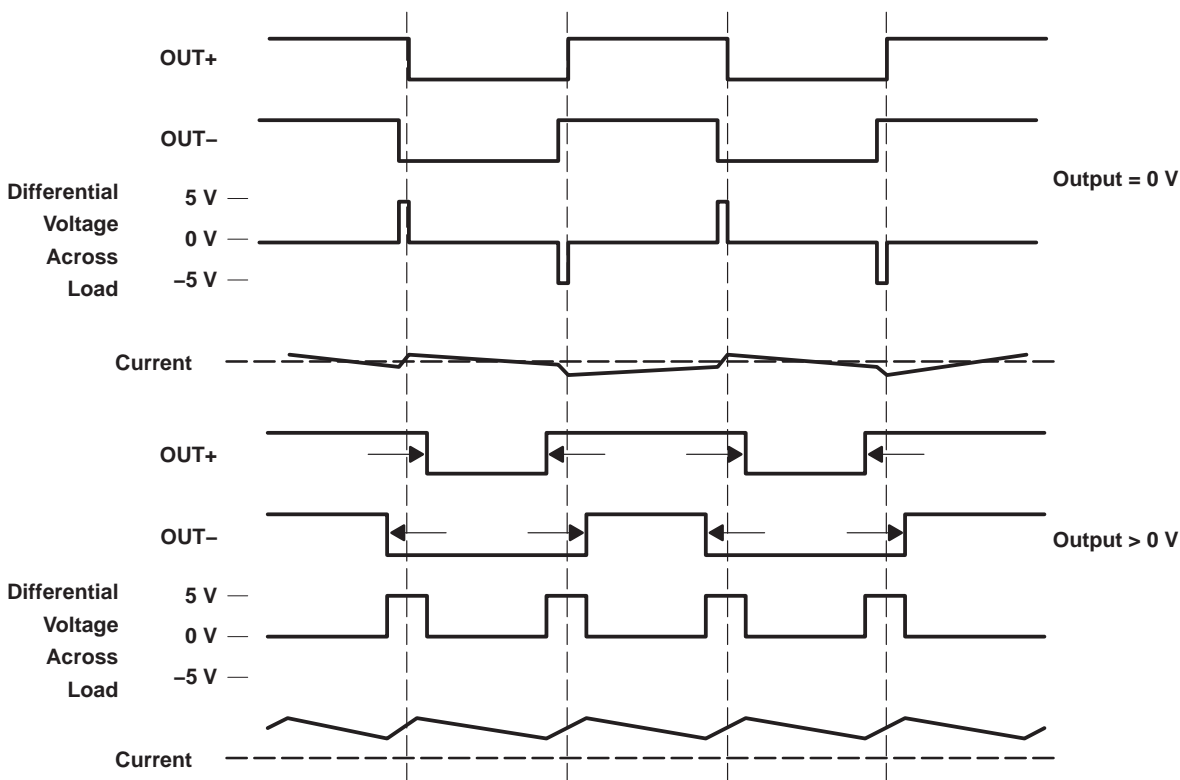 OUT+
OUT–
Output = 0 V
Differential
Voltage
Across
Load
5 V
0 V
–5 V
Current
OUT+
OUT–
Output > 0 V
Differential
Voltage
Across
Load
5 V
0 V
–5 V
Current